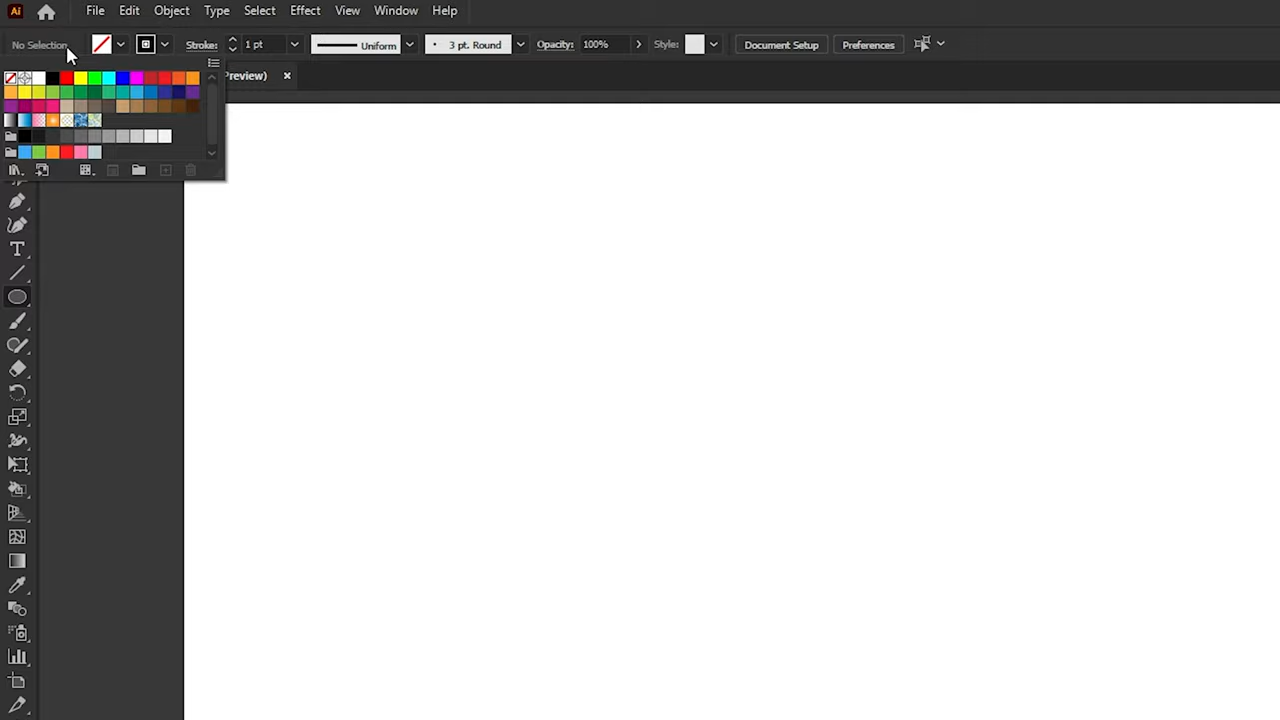 Ai File Edit Object Type Select Effect View Window Help
No Selection Stroke: 1 pt Uniform 3 pt. Round Opacity: 100% Style: Document Setup Preferences
Preview) ×